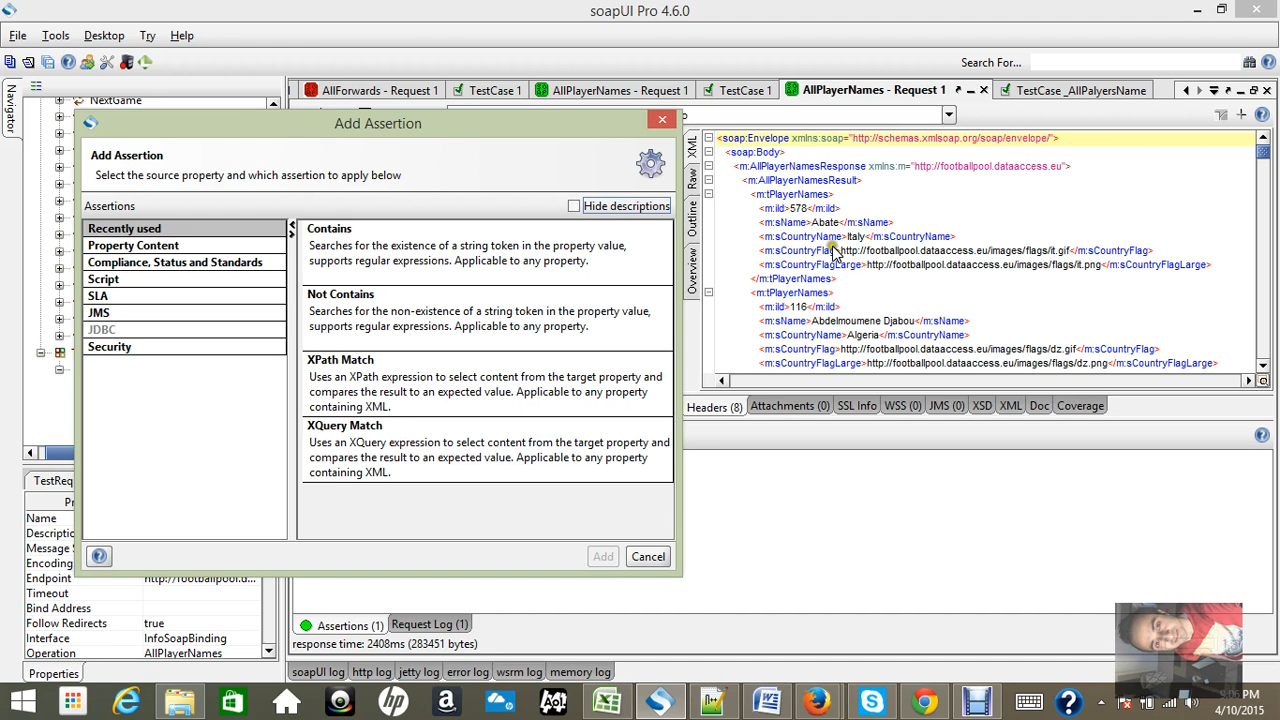 soapUI Pro 4.6.0
File Tools Desktop Try Help
Search For...
AllForwards - Request 1
TestCase 1
AllPlayerNames - Request 1
TestCase 1
AllPlayerNames - Request 1
TestCase _AllPalyersName
Navigator
NextGame
Add Assertion
Add Assertion
Select the source property and which assertion to apply below
Assertions
Hide descriptions
Recently used
Property Content
Compliance, Status and Standards
Script
SLA
JMS
JDBC
Security
Contains
Searches for the existence of a string token in the property value,
supports regular expressions. Applicable to any property.
Not Contains
Searches for the non-existence of a string token in the property value,
supports regular expressions. Applicable to any property.
XPath Match
Uses an XPath expression to select content from the target property and
compares the result to an expected value. Applicable to any property
containing XML.
XQuery Match
Uses an XQuery expression to select content from the target property and
compares the result to an expected value. Applicable to any property
containing XML.
Add
Cancel
XML
Raw
Outline
Overview
<soap:Envelope xmlns:soap="http://schemas.xmlsoap.org/soap/envelope/">
<soap:Body>
<m:AllPlayerNamesResponse xmlns:m="http://footballpool.dataaccess.eu">
<m:AllPlayerNamesResult>
<m:tPlayerNames>
<m:iId>578</m:iId>
<m:sName>Abate</m:sName>
<m:sCountryName>Italy</m:sCountryName>
<m:sCountryFlag>http://footballpool.dataaccess.eu/images/flags/it.gif</m:sCountryFlag>
<m:sCountryFlagLarge>http://footballpool.dataaccess.eu/images/flags/it.png</m:sCountryFlagLarge>
</m:tPlayerNames>
<m:tPlayerNames>
<m:iId>116</m:iId>
<m:sName>Abdelmoumene Djabou</m:sName>
<m:sCountryName>Algeria</m:sCountryName>
<m:sCountryFlag>http://footballpool.dataaccess.eu/images/flags/dz.gif</m:sCountryFlag>
<m:sCountryFlagLarge>http://footballpool.dataaccess.eu/images/flags/dz.png</m:sCountryFlagLarge>
Headers (8) Attachments (0) SSL Info WSS (0) JMS (0) XSD XML Doc Coverage
TestRequ
Name
Message
Encoding
Endpoint http://footballpool.d...
Timeout
Bind Address
Follow Redirects true
Interface InfoSoapBinding
Operation AllPlayerNames
Properties
Assertions (1) Request Log (1)
response time: 2408ms (283451 bytes)
soapUI log http log jetty log error log wsrm log memory log
4/10/2015